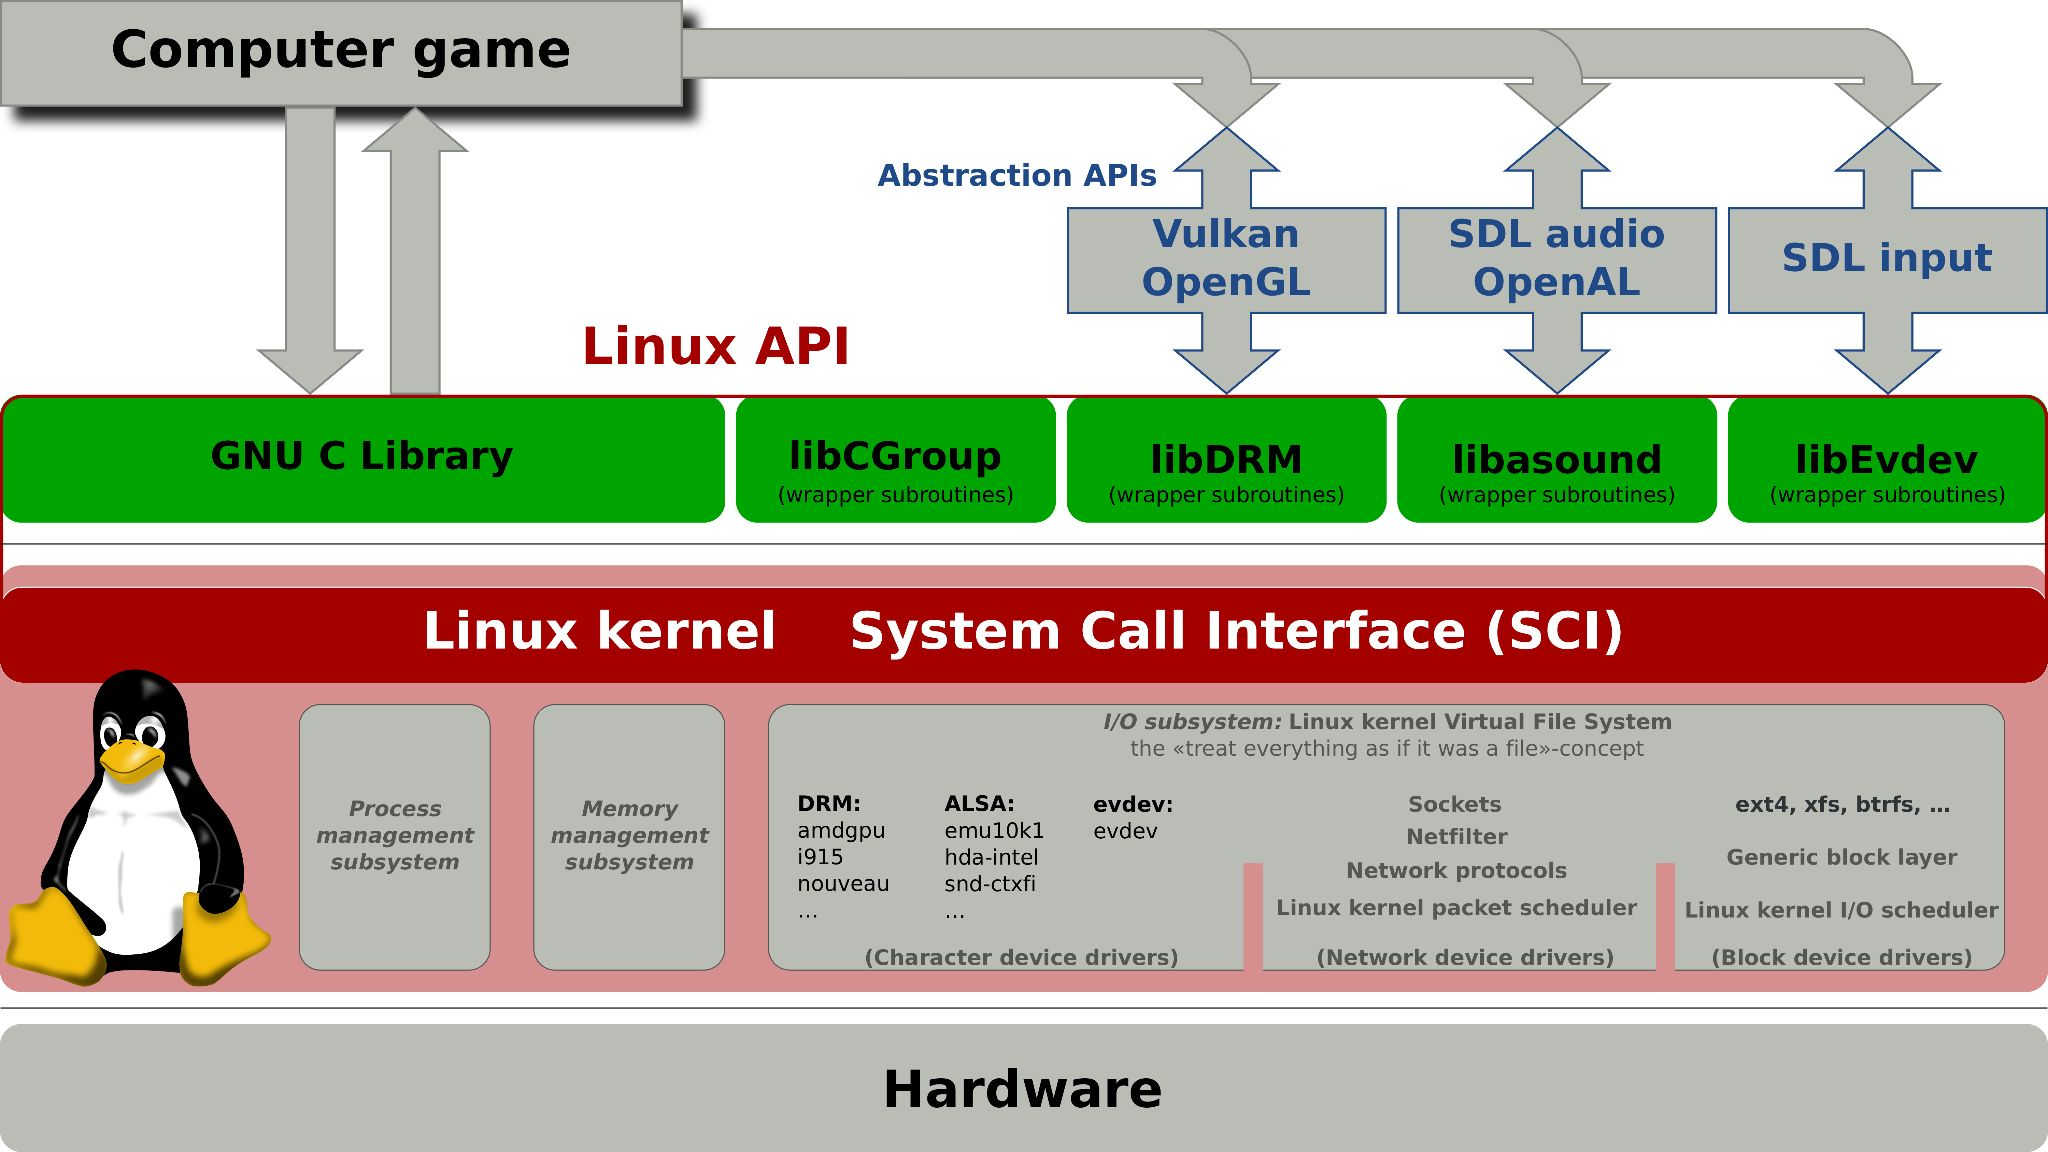 Computer game
Abstraction APIs
Vulkan
OpenGL
SDL audio
OpenAL
SDL input
Linux API
GNU C Library
libCGroup
(wrapper subroutines)
libDRM
(wrapper subroutines)
libasound
(wrapper subroutines)
libEvdev
(wrapper subroutines)
Linux kernel System Call Interface (SCI)
Process
management
subsystem
Memory
management
subsystem
I/O subsystem: Linux kernel Virtual File System
the «treat everything as if it was a file»-concept
DRM:
amdgpu
i915
nouveau
...
ALSA:
emu10k1
hda-intel
snd-ctxfi
...
evdev:
evdev
(Character device drivers)
Sockets
Netfilter
Network protocols
Linux kernel packet scheduler
(Network device drivers)
ext4, xfs, btrfs, ...
Generic block layer
Linux kernel I/O scheduler
(Block device drivers)
Hardware